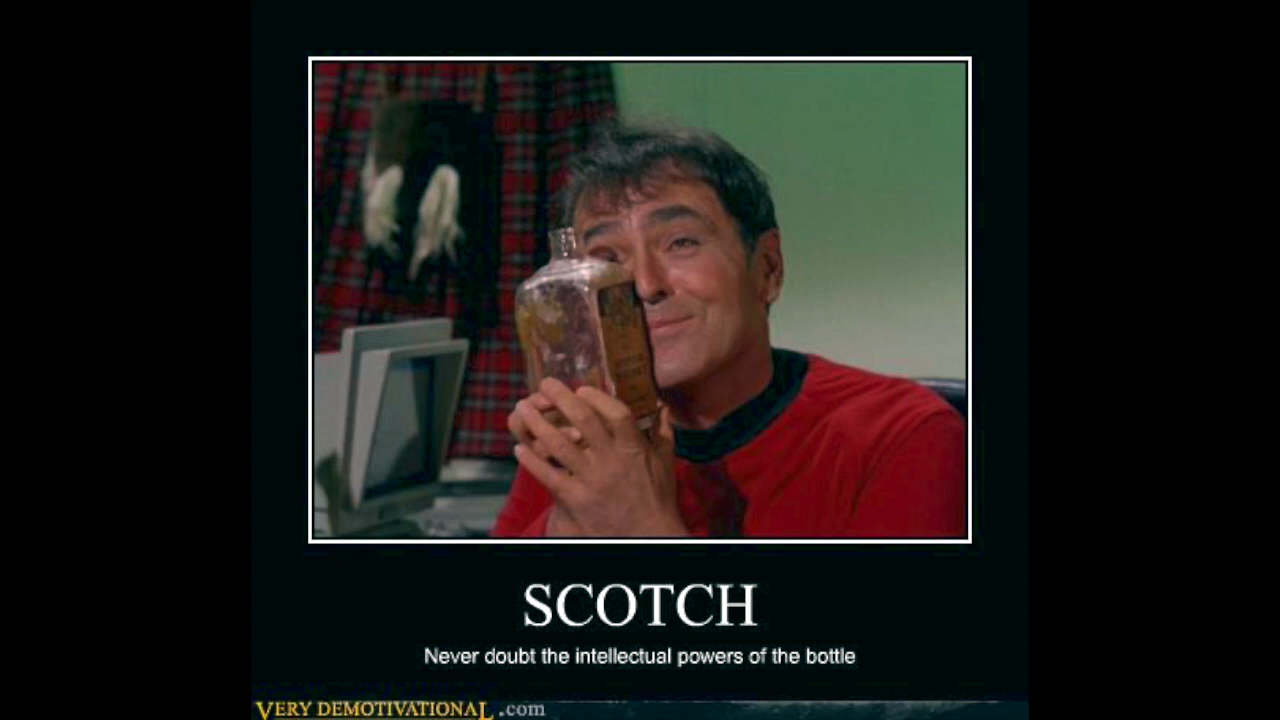 SCOTCH
Never doubt the intellectual powers of the bottle
VERY DEMOTIVATIONAL.com